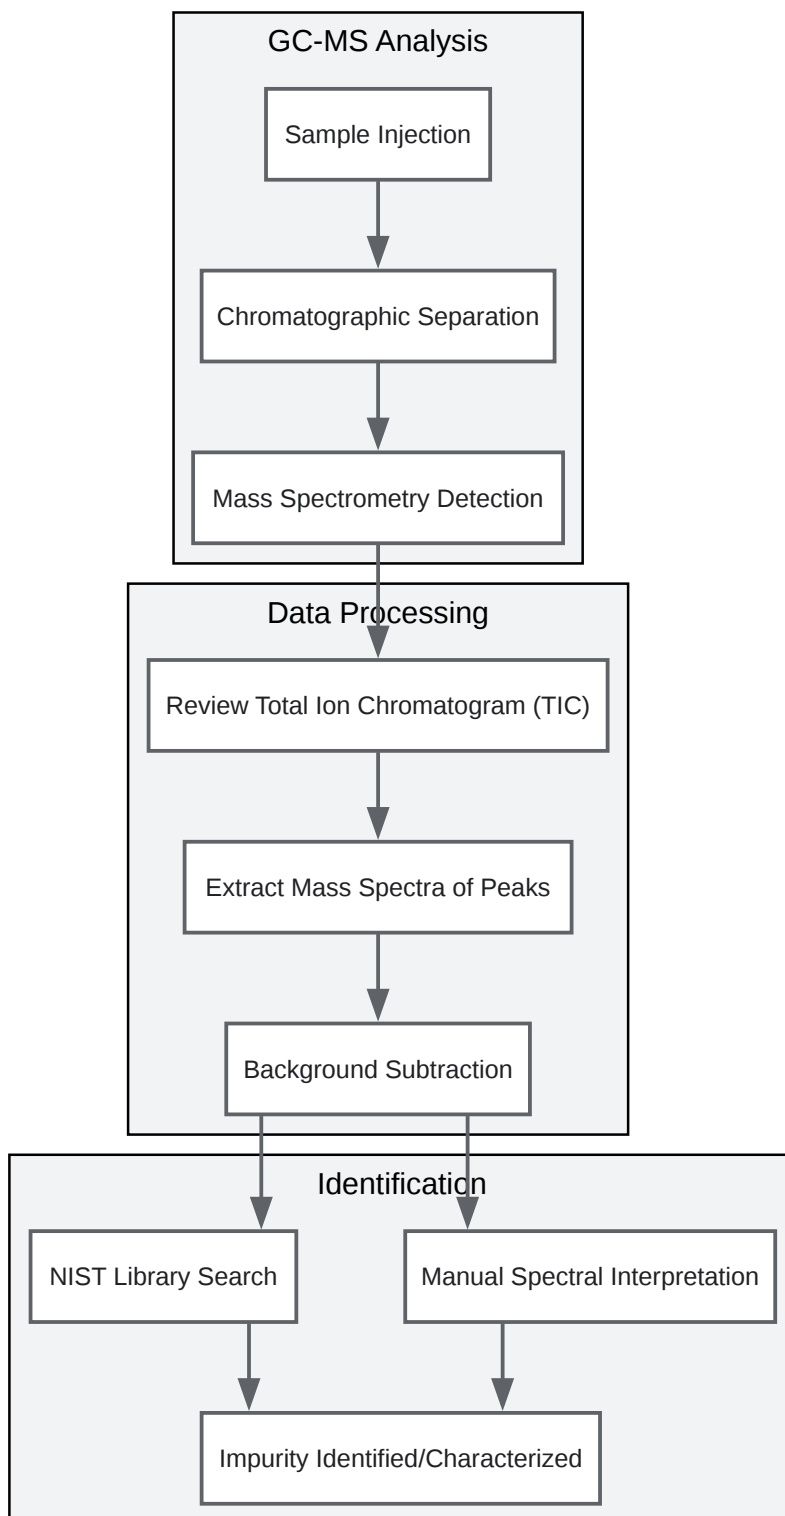 GC-MS Analysis
Sample Injection
Chromatographic Separation
Mass Spectrometry Detection
Data Processing
Review Total Ion Chromatogram (TIC)
Extract Mass Spectra of Peaks
Background Subtraction
Identification
NIST Library Search
Manual Spectral Interpretation
Impurity Identified/Characterized